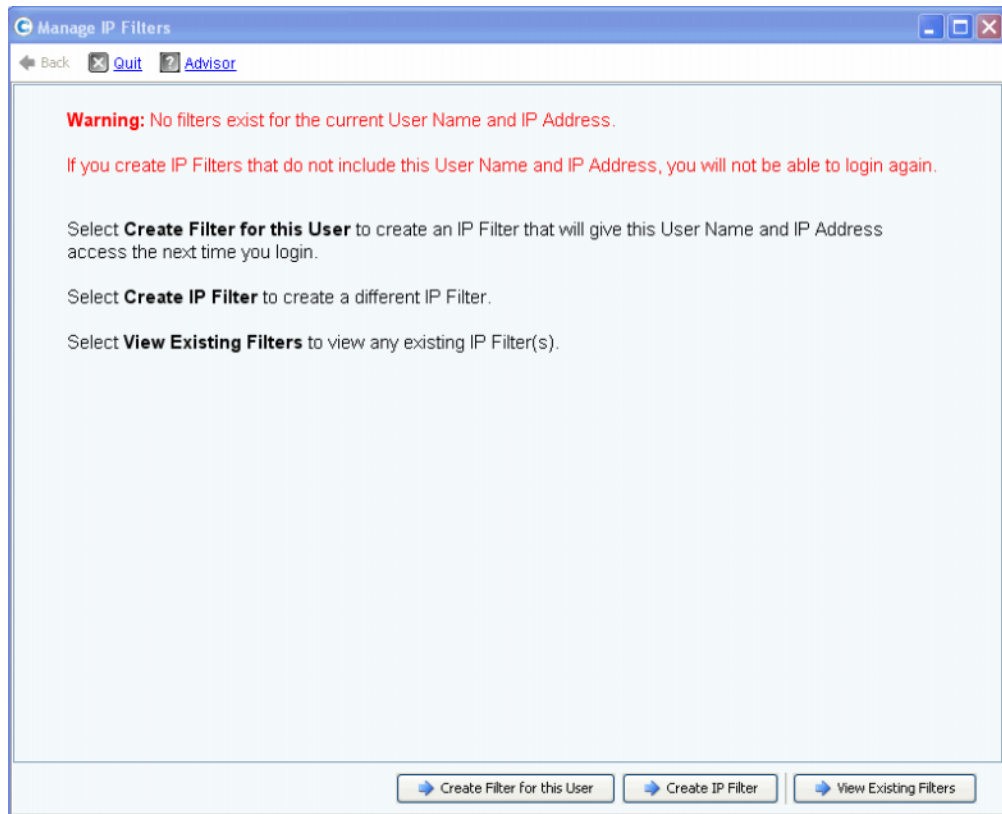 Manage IP Filters
Back Quit Advisor
Warning: No filters exist for the current User Name and IP Address.
If you create IP Filters that do not include this User Name and IP Address, you will not be able to login again.
Select Create Filter for this User to create an IP Filter that will give this User Name and IP Address
access the next time you login.
Select Create IP Filter to create a different IP Filter.
Select View Existing Filters to view any existing IP Filter(s).
Create Filter for this User Create IP Filter View Existing Filters